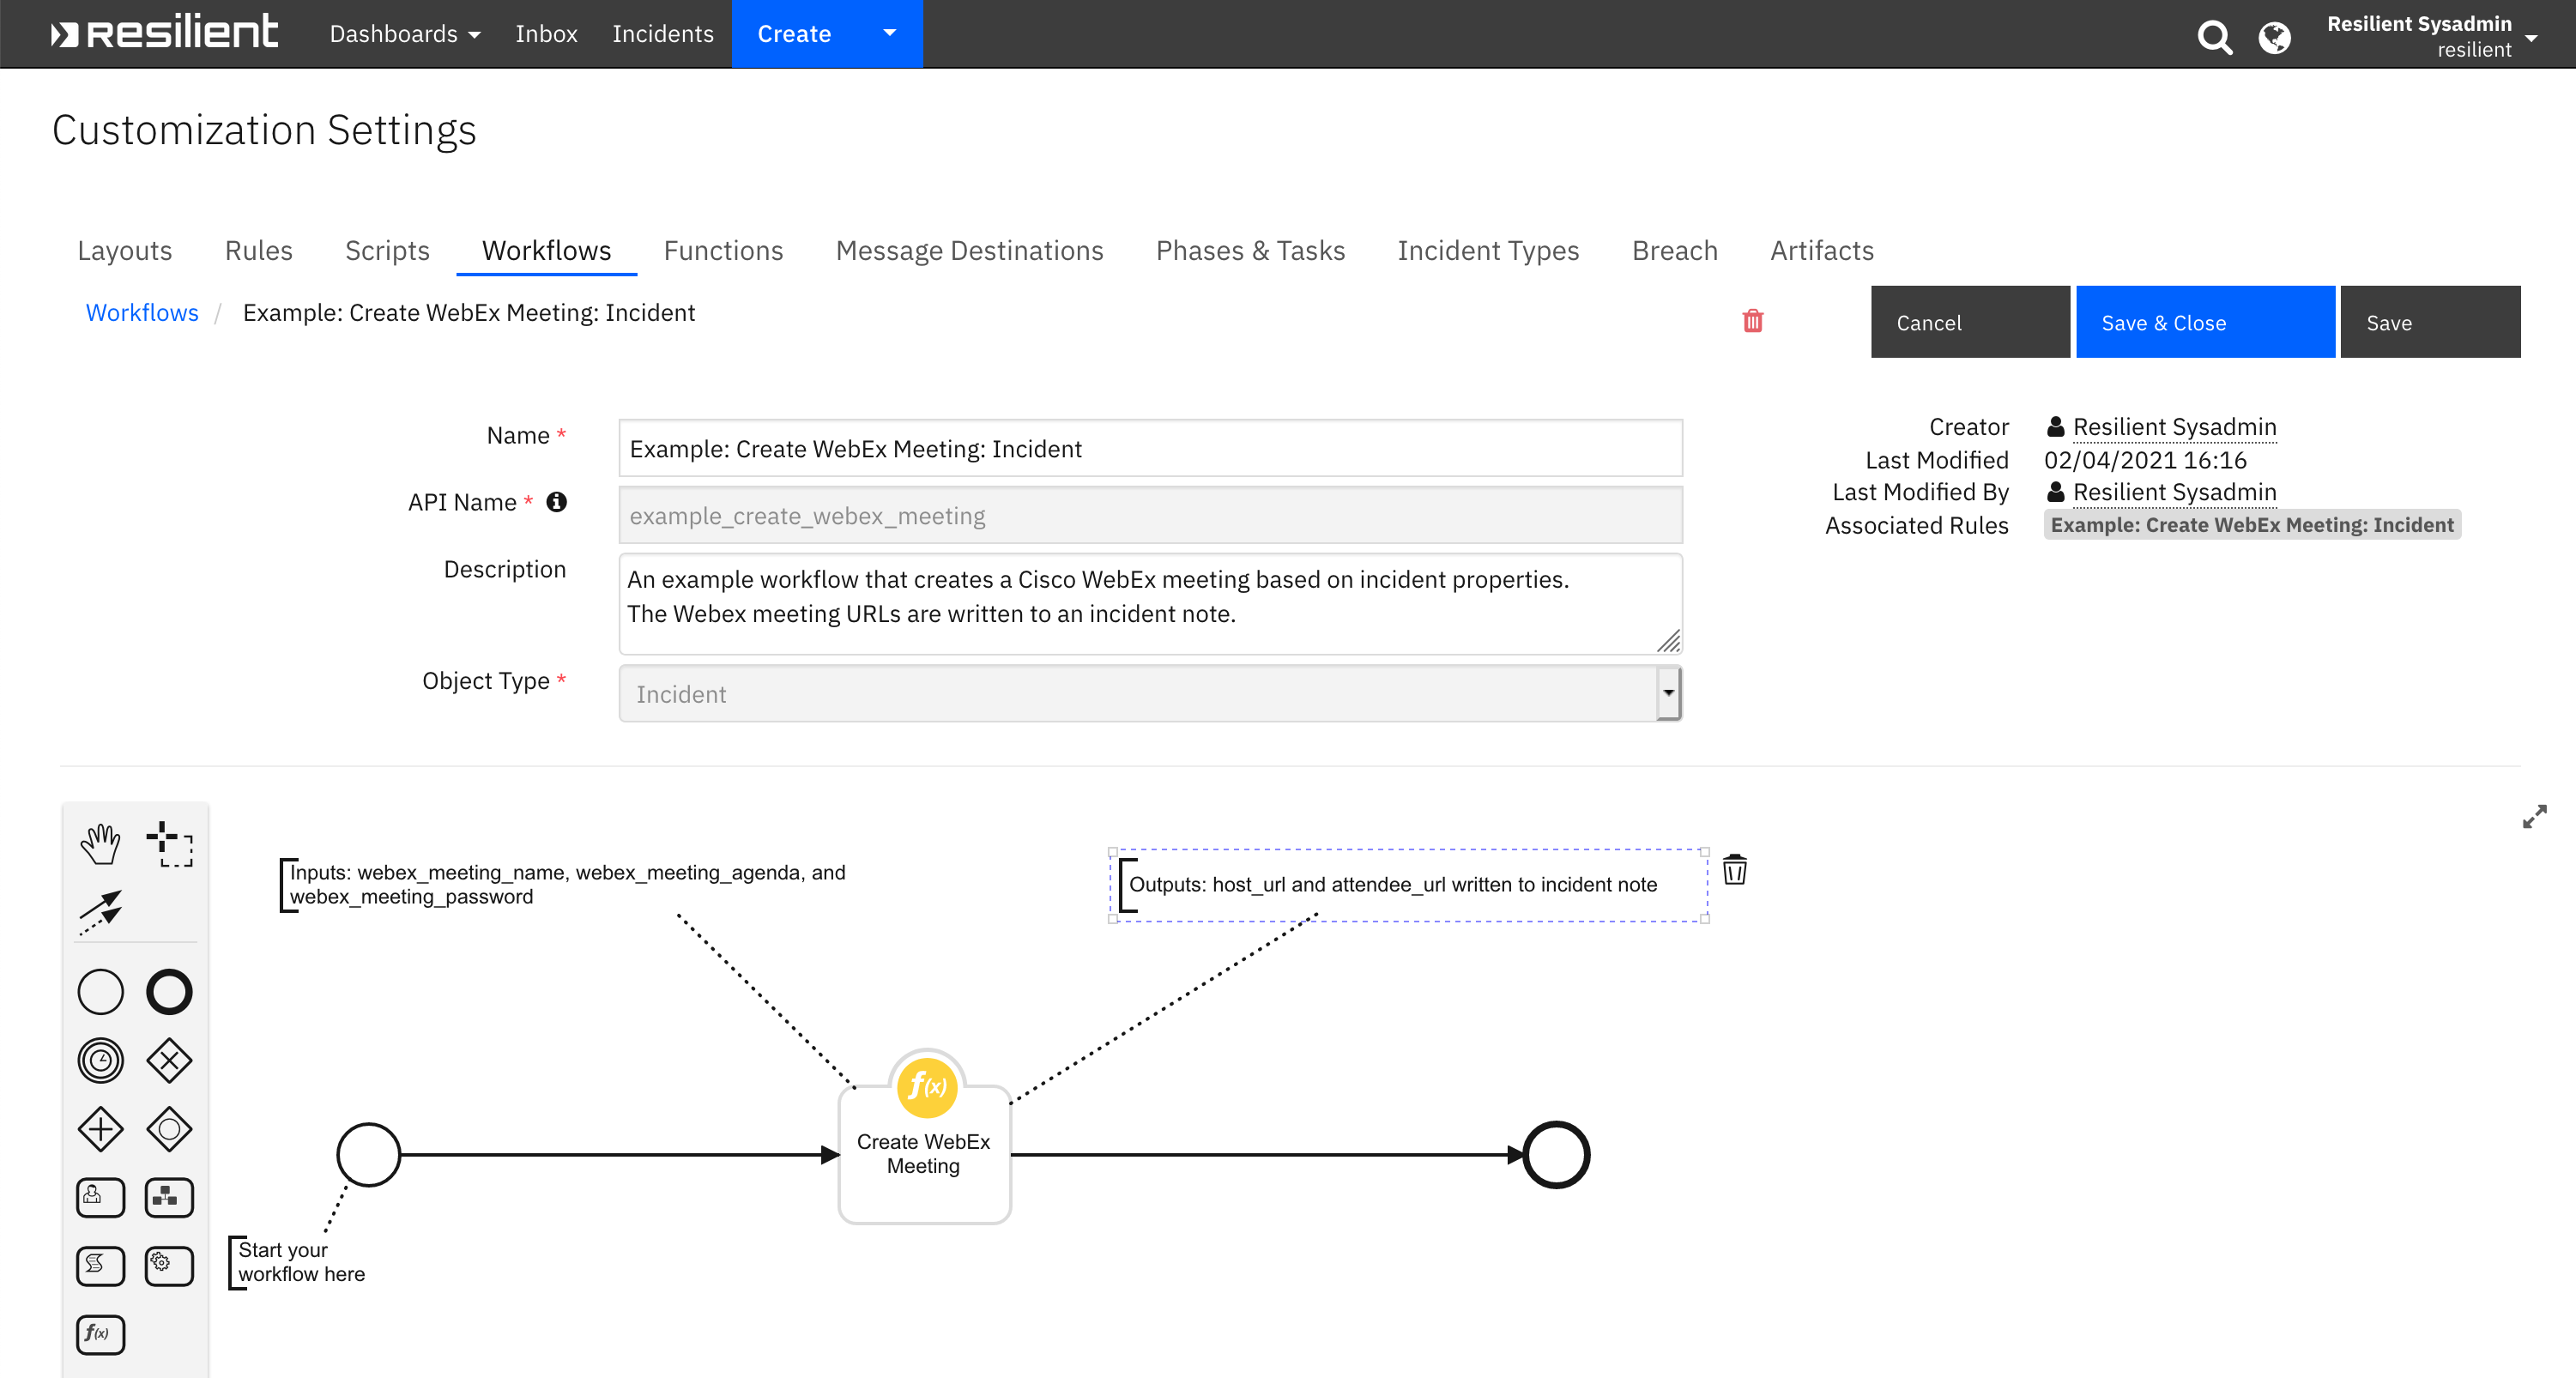 Resilient
Dashboards Inbox Incidents Create
Resilient Sysadmin
resilient
Customization Settings
Layouts Rules Scripts Workflows Functions Message Destinations Phases & Tasks Incident Types Breach Artifacts
Workflows / Example: Create WebEx Meeting: Incident
Cancel Save & Close Save
Name * Example: Create WebEx Meeting: Incident
API Name * example_create_webex_meeting
Description An example workflow that creates a Cisco WebEx meeting based on incident properties.
The Webex meeting URLs are written to an incident note.
Object Type * Incident
Creator Resilient Sysadmin
Last Modified 02/04/2021 16:16
Last Modified By Resilient Sysadmin
Associated Rules Example: Create WebEx Meeting: Incident
Inputs: webex_meeting_name, webex_meeting_agenda, and
webex_meeting_password
Outputs: host_url and attendee_url written to incident note
f(x)
Create WebEx
Meeting
Start your
workflow here
f(x)